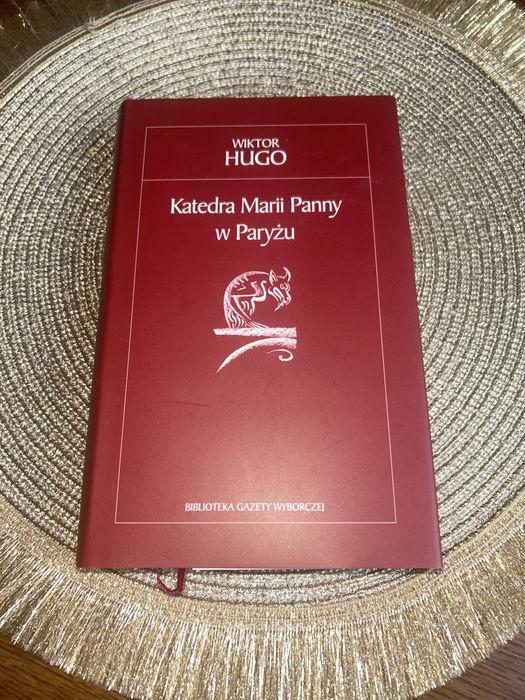 WIKTOR
HUGO
Katedra Marii Panny
w Paryżu
BIBLIOTEKA GAZETY WYBORCZEJ